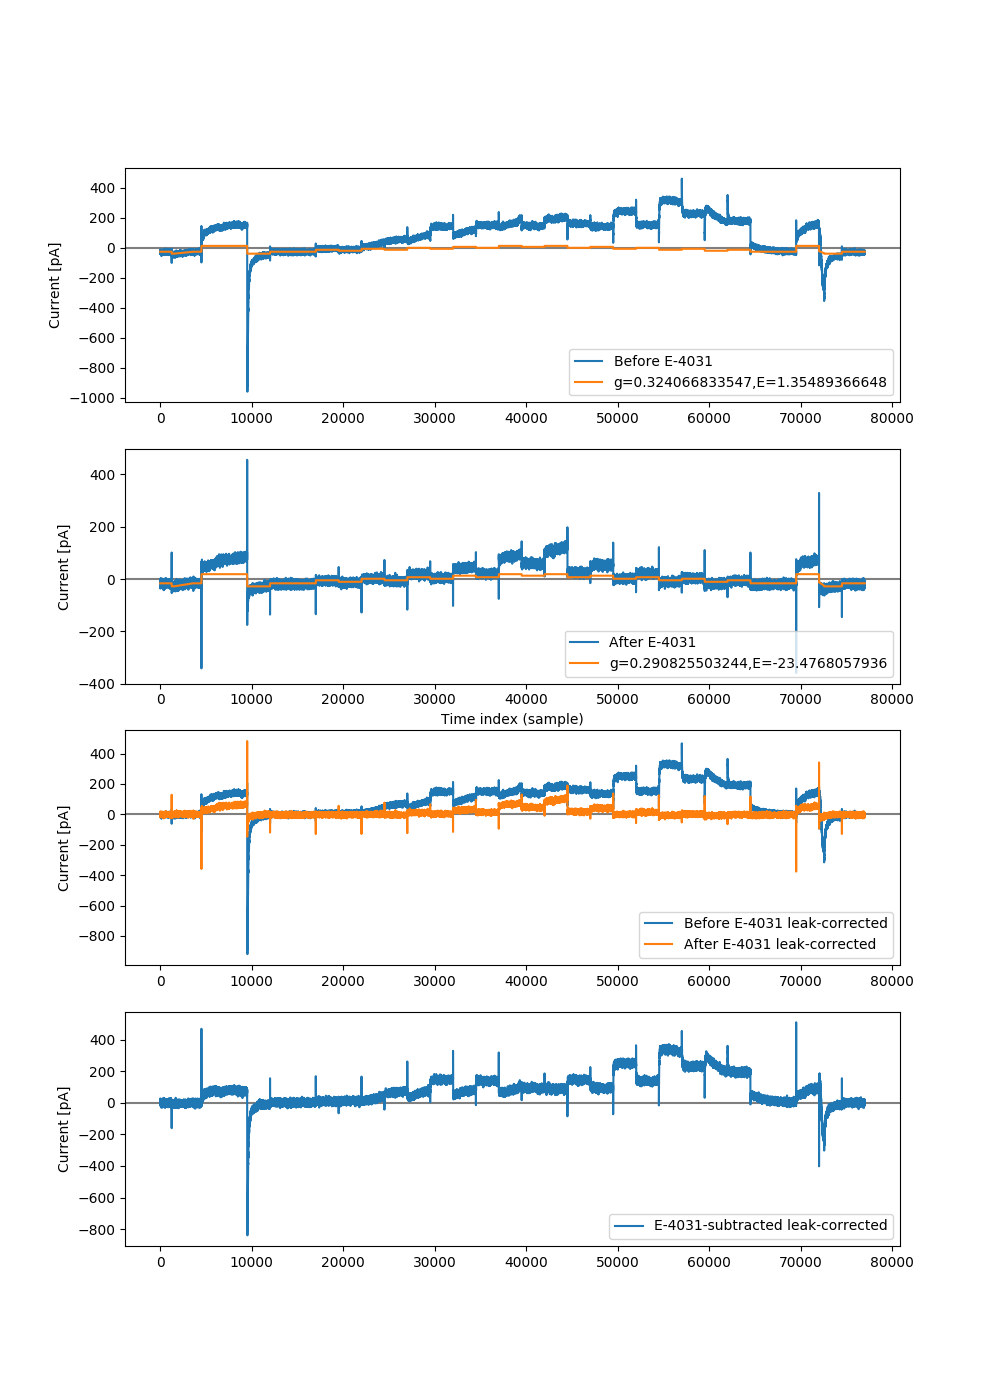 400
200
0
−200
−400
−600
−800
−1000
Current [pA]
Before E-4031
g=0.324066833547,E=1.35489366648
0 10000 20000 30000 40000 50000 60000 70000 80000
400
200
0
−200
−400
Current [pA]
After E-4031
g=0.290825503244,E=-23.4768057936
0 10000 20000 30000 40000 50000 60000 70000 80000
Time index (sample)
400
200
0
−200
−400
−600
−800
Current [pA]
Before E-4031 leak-corrected
After E-4031 leak-corrected
0 10000 20000 30000 40000 50000 60000 70000 80000
400
200
0
−200
−400
−600
−800
Current [pA]
E-4031-subtracted leak-corrected
0 10000 20000 30000 40000 50000 60000 70000 80000